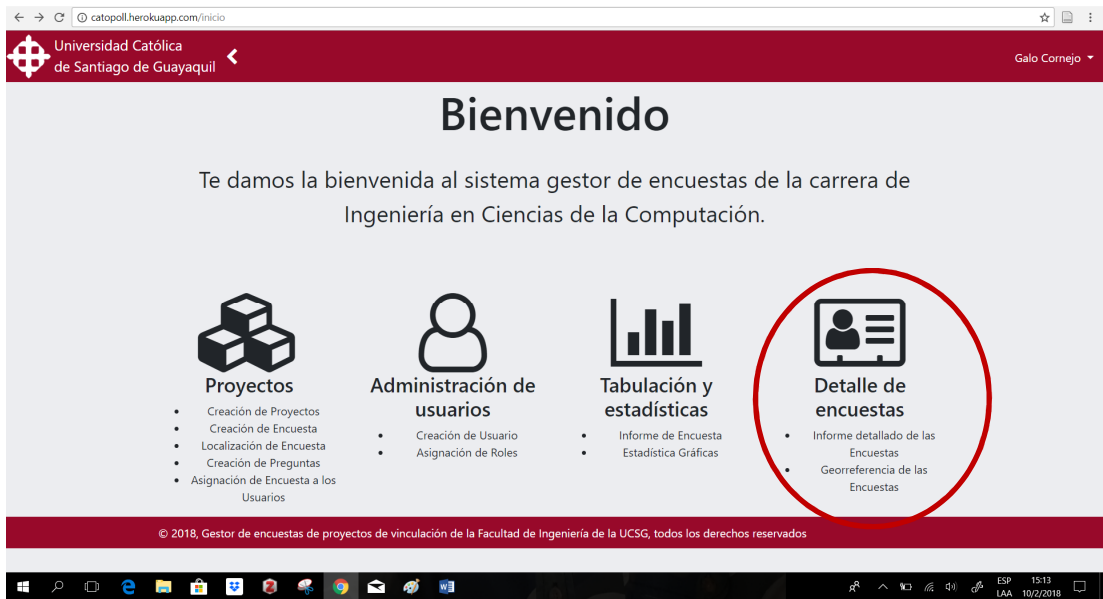 catopoll.herokuapp.com/inicio
Universidad Católica
de Santiago de Guayaquil
Galo Cornejo
Bienvenido
Te damos la bienvenida al sistema gestor de encuestas de la carrera de
Ingeniería en Ciencias de la Computación.
Proyectos
• Creación de Proyectos
• Creación de Encuesta
• Localización de Encuesta
• Creación de Preguntas
• Asignación de Encuesta a los
Usuarios
Administración de
usuarios
• Creación de Usuario
• Asignación de Roles
Tabulación y
estadísticas
• Informe de Encuesta
• Estadística Gráficas
Detalle de
encuestas
• Informe detallado de las
Encuestas
• Georreferencia de las
Encuestas
© 2018, Gestor de encuestas de proyectos de vinculación de la Facultad de Ingeniería de la UCSG, todos los derechos reservados
ESP 15:13
LAA 10/2/2018